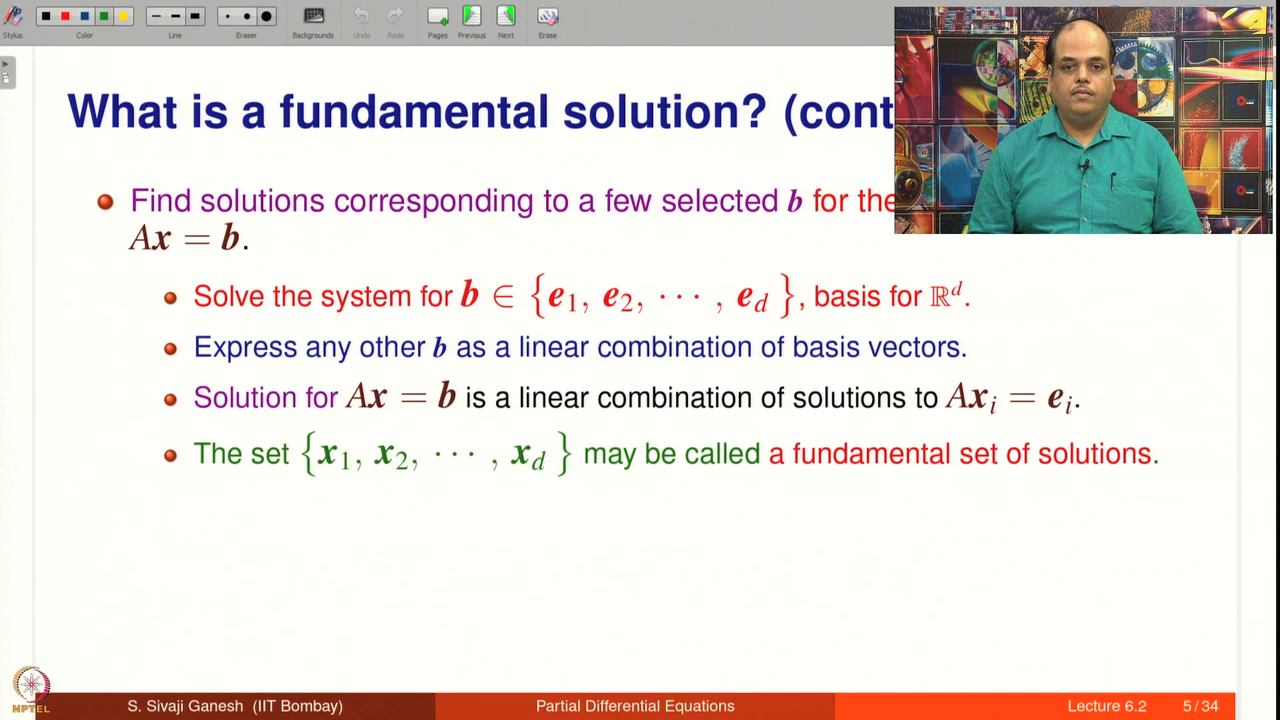 Stylus
Color
Line
Eraser
Backgrounds
Undo
Redo
Pages
Previous
Next
Erase
What is a fundamental solution? (cont
Find solutions corresponding to a few selected b for the
Ax = b.
Solve the system for b ∈ {e₁, e₂, ⋯ , e_d}, basis for ℝᵈ.
Express any other b as a linear combination of basis vectors.
Solution for Ax = b is a linear combination of solutions to Axᵢ = eᵢ.
The set {x₁, x₂, ⋯ , x_d} may be called a fundamental set of solutions.
NPTEL
S. Sivaji Ganesh (IIT Bombay)
Partial Differential Equations
Lecture 6.2
5 / 34